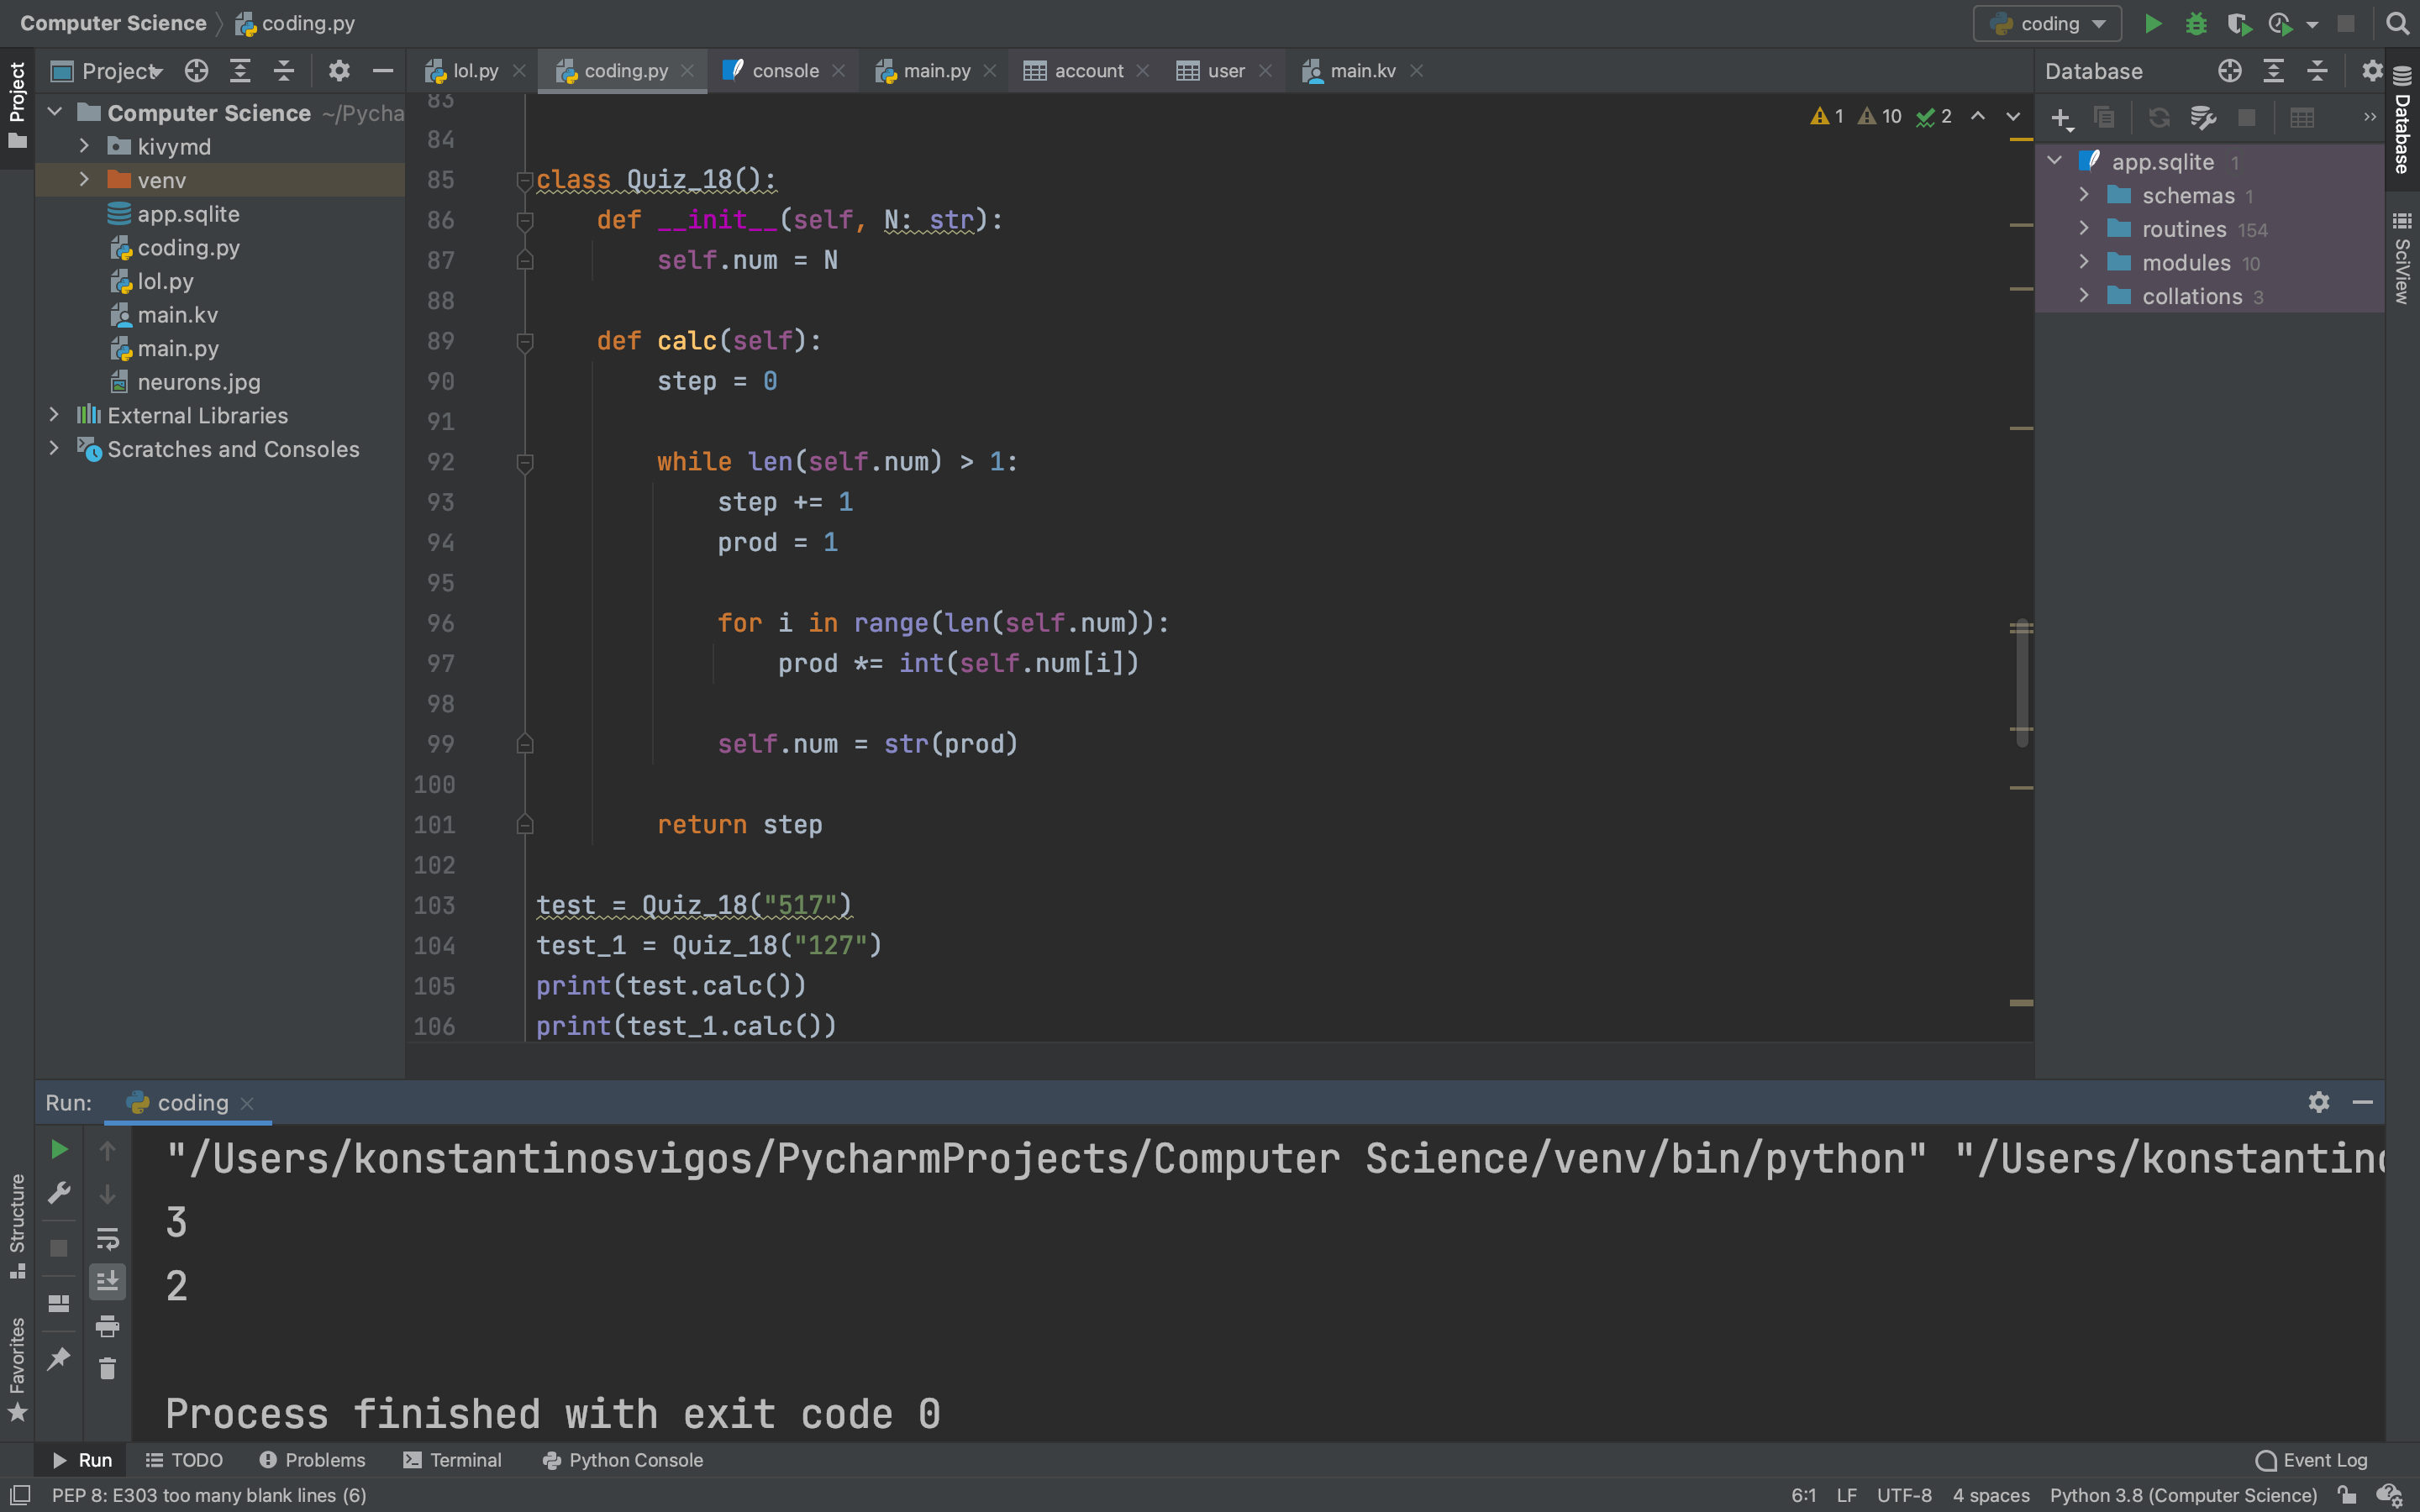 Computer Science
coding.py
coding
Project
lol.py
coding.py
console
main.py
account
user
main.kv
Database
Project
Computer Science ~/Pycha
kivymd
venv
app.sqlite
coding.py
lol.py
main.kv
main.py
neurons.jpg
External Libraries
Scratches and Consoles
83
84
85 class Quiz_18():
86     def __init__(self, N: str):
87         self.num = N
88
89     def calc(self):
90         step = 0
91
92         while len(self.num) > 1:
93             step += 1
94             prod = 1
95
96             for i in range(len(self.num)):
97                 prod *= int(self.num[i])
98
99             self.num = str(prod)
100
101         return step
102
103 test = Quiz_18("517")
104 test_1 = Quiz_18("127")
105 print(test.calc())
106 print(test_1.calc())
1 10 2
app.sqlite 1
schemas 1
routines 154
modules 10
collations 3
Database
SciView
Run:
coding
"/Users/konstantinosvigos/PycharmProjects/Computer Science/venv/bin/python" "/Users/konstantino
3
2
Process finished with exit code 0
Structure
Favorites
Run
TODO
Problems
Terminal
Python Console
Event Log
PEP 8: E303 too many blank lines (6)
6:1 LF UTF-8 4 spaces Python 3.8 (Computer Science)